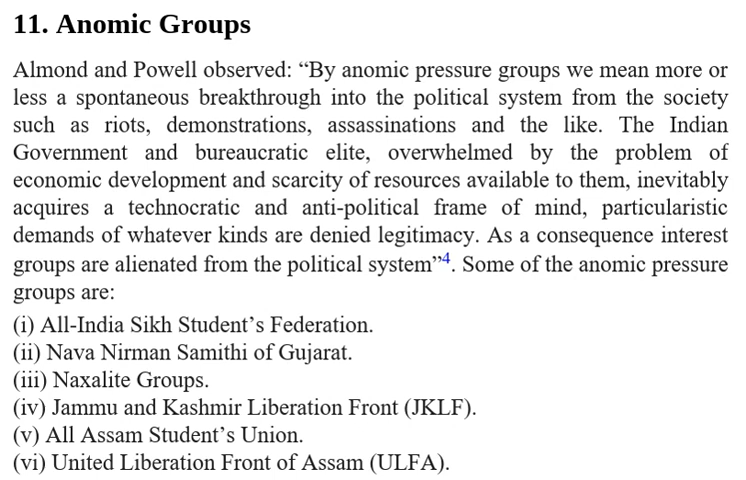 11. Anomic Groups
Almond and Powell observed: “By anomic pressure groups we mean more or
less a spontaneous breakthrough into the political system from the society
such as riots, demonstrations, assassinations and the like. The Indian
Government and bureaucratic elite, overwhelmed by the problem of
economic development and scarcity of resources available to them, inevitably
acquires a technocratic and anti-political frame of mind, particularistic
demands of whatever kinds are denied legitimacy. As a consequence interest
groups are alienated from the political system”4. Some of the anomic pressure
groups are:
(i) All-India Sikh Student’s Federation.
(ii) Nava Nirman Samithi of Gujarat.
(iii) Naxalite Groups.
(iv) Jammu and Kashmir Liberation Front (JKLF).
(v) All Assam Student’s Union.
(vi) United Liberation Front of Assam (ULFA).